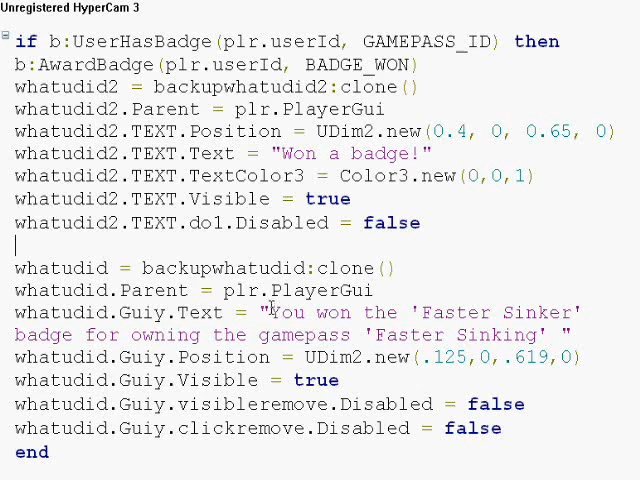 Unregistered HyperCam 3
if b:UserHasBadge(plr.userId, GAMEPASS_ID) then
b:AwardBadge(plr.userId, BADGE_WON)
whatudid2 = backupwhatudid2:clone()
whatudid2.Parent = plr.PlayerGui
whatudid2.TEXT.Position = UDim2.new(0.4, 0, 0.65, 0)
whatudid2.TEXT.Text = "Won a badge!"
whatudid2.TEXT.TextColor3 = Color3.new(0,0,1)
whatudid2.TEXT.Visible = true
whatudid2.TEXT.do1.Disabled = false
whatudid = backupwhatudid:clone()
whatudid.Parent = plr.PlayerGui
whatudid.Guiy.Text = "You won the 'Faster Sinker'
badge for owning the gamepass 'Faster Sinking' "
whatudid.Guiy.Position = UDim2.new(.125,0,.619,0)
whatudid.Guiy.Visible = true
whatudid.Guiy.visibleremove.Disabled = false
whatudid.Guiy.clickremove.Disabled = false
end